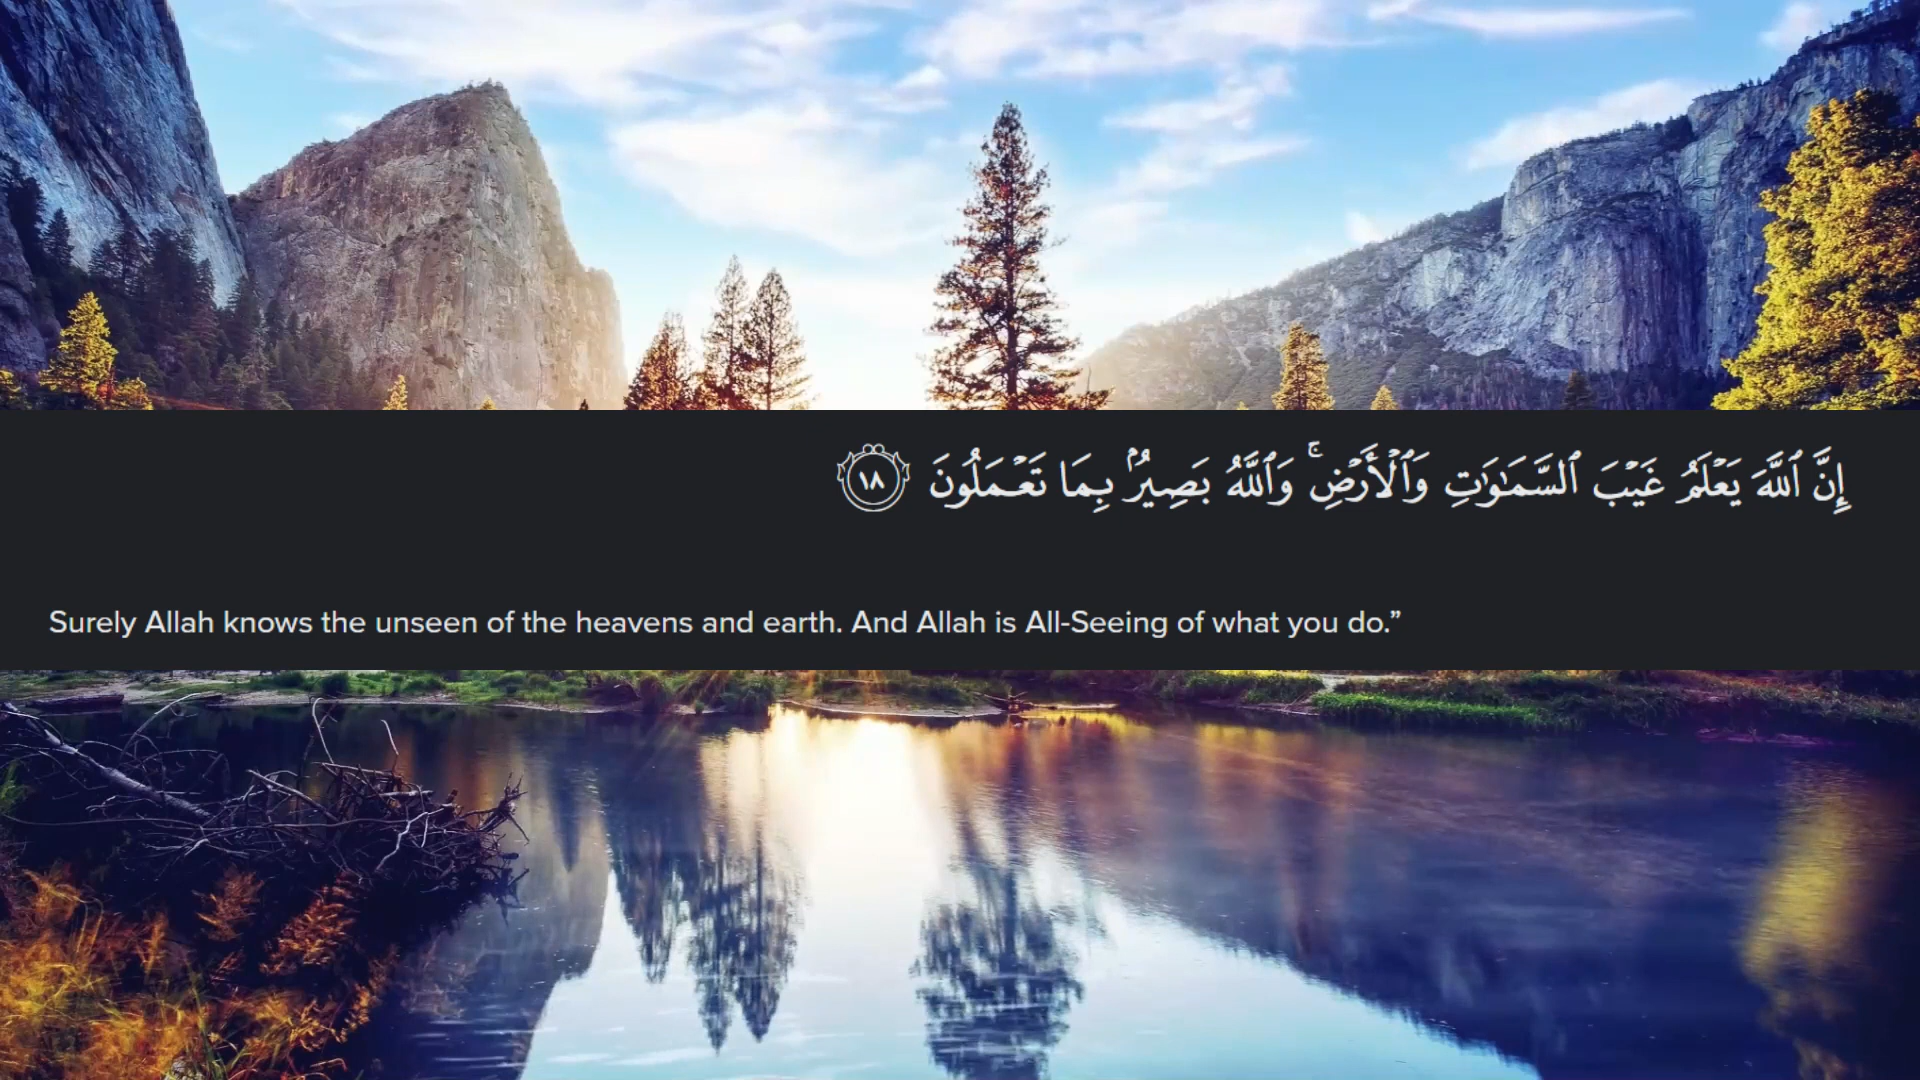 إِنَّ ٱللَّهَ يَعْلَمُ غَيْبَ ٱلسَّمَـٰوَٰتِ وَٱلْأَرْضِ ۚ وَٱللَّهُ بَصِيرٌۢ بِمَا تَعْمَلُونَ ١٨
Surely Allah knows the unseen of the heavens and earth. And Allah is All-Seeing of what you do.”